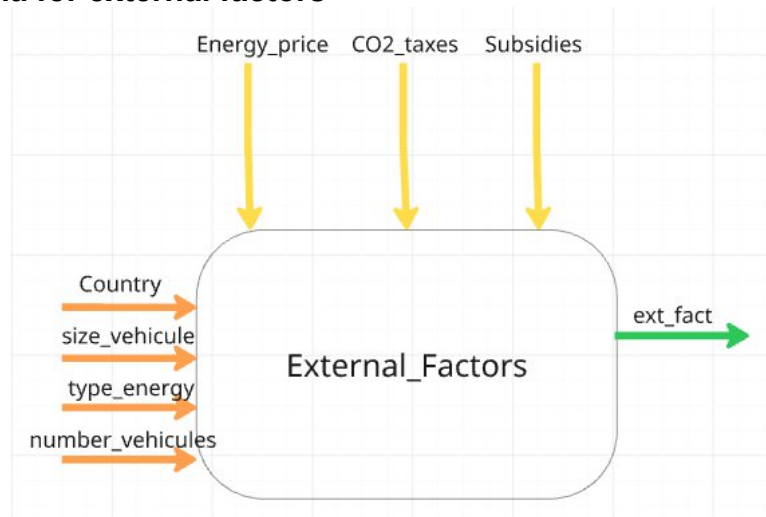 Energy_price CO2_taxes Subsidies
Country
size_vehicule
type_energy
number_vehicules
External_Factors
ext_fact